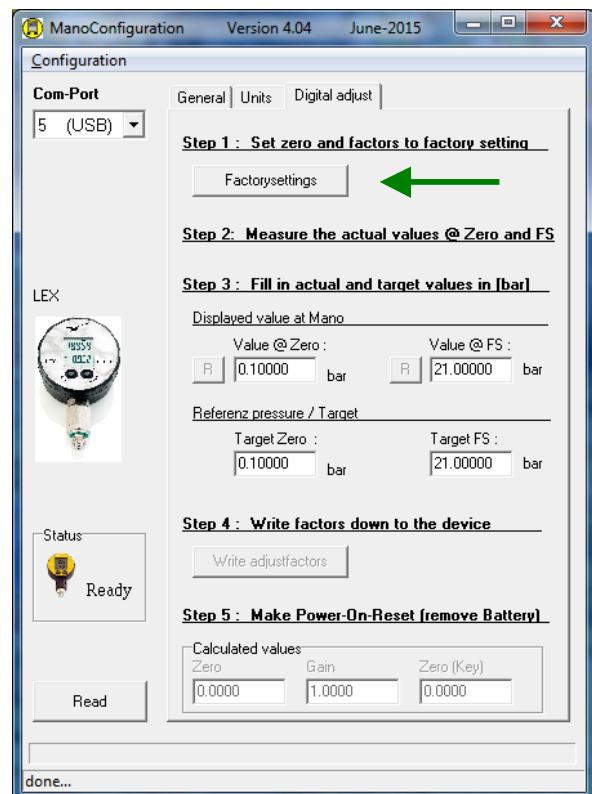 ManoConfiguration Version 4.04 June-2015
Configuration
Com-Port
5 (USB)
General Units Digital adjust
Step 1 : Set zero and factors to factory setting
Factorysettings
Step 2: Measure the actual values @ Zero and FS
Step 3 : Fill in actual and target values in [bar]
LEX
Displayed value at Mano
Value @ Zero : Value @ FS :
R 0.10000 bar R 21.00000 bar
Referenz pressure / Target
Target Zero : Target FS :
0.10000 bar 21.00000 bar
Step 4 : Write factors down to the device
Status
Write adjustfactors
Ready
Step 5 : Make Power-On-Reset (remove Battery)
Calculated values
Zero Gain Zero (Key)
0.0000 1.0000 0.0000
Read
done...